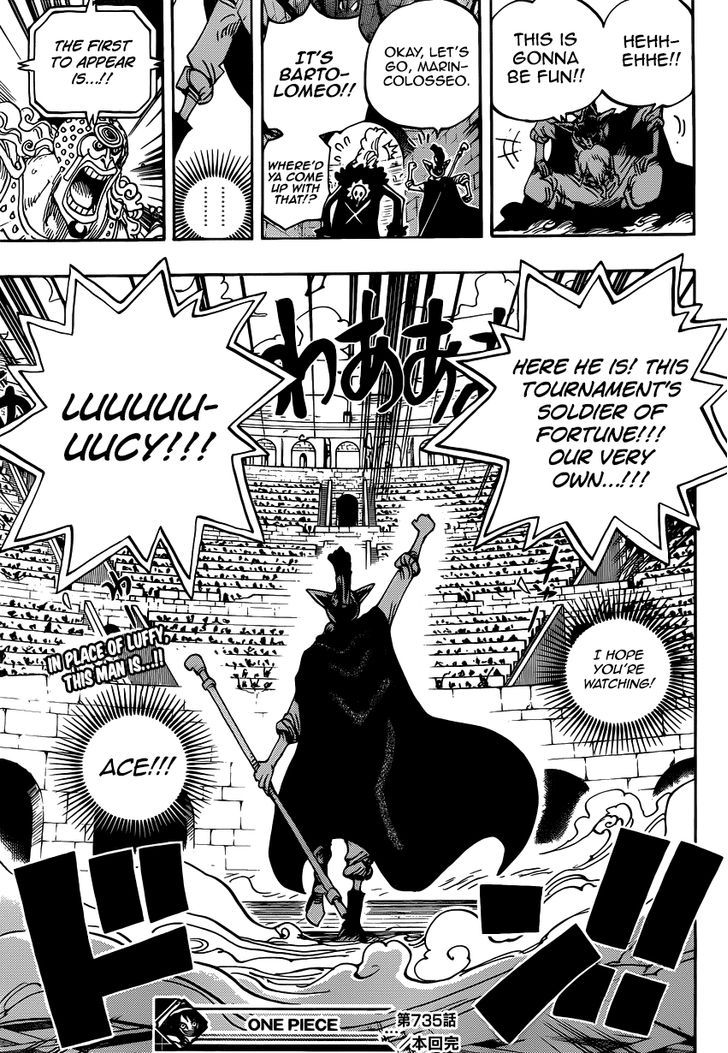 HEHH-
EHHE!!
THIS IS
GONNA
BE FUN!!
OKAY, LET'S
GO, MARIN-
COLOSSEO.
IT'S
BARTO-
LOMEO!!
WHERE'D
YA COME
UP WITH
THAT!?
THE FIRST
TO APPEAR
IS...!!
HERE HE IS! THIS
TOURNAMENT'S
SOLDIER OF
FORTUNE!!!
OUR VERY
OWN...!!!
わあああ
LUUUUUU-
UUCY!!!
I HOPE
YOU'RE
WATCHING!
IN PLACE OF LUFFY,
THIS MAN IS...!!
ACE!!!
ドン!!
ONE PIECE
第735話
本回完